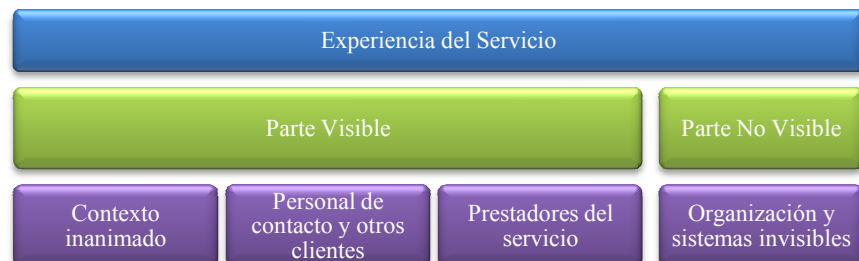 Experiencia del Servicio
Parte Visible
Parte No Visible
Contexto
inanimado
Personal de
contacto y otros
clientes
Prestadores del
servicio
Organización y
sistemas invisibles